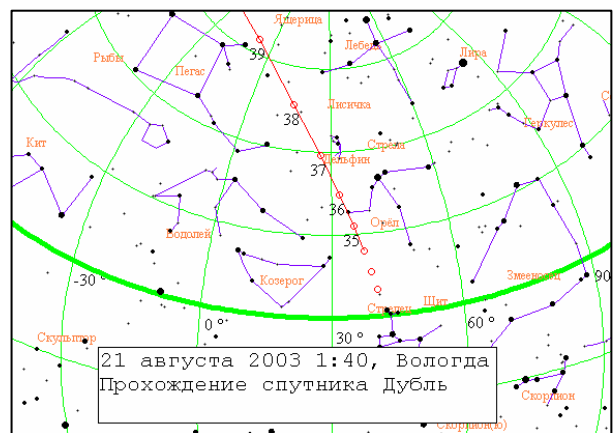 Ящерица
39
Рыбы
Пегас
Лебедь
Лира
38
Лисичка
Геркулес
Кит
Стрела
37
Дельфин
36
Орёл
35
Водолей
-30 °
Козерог
Змееносец
90
Стрелец
Щит
0 °
30 °
60 °
Скульптор
21 августа 2003 1:40, Вологда
Прохождение спутника Дубль
Скорпион